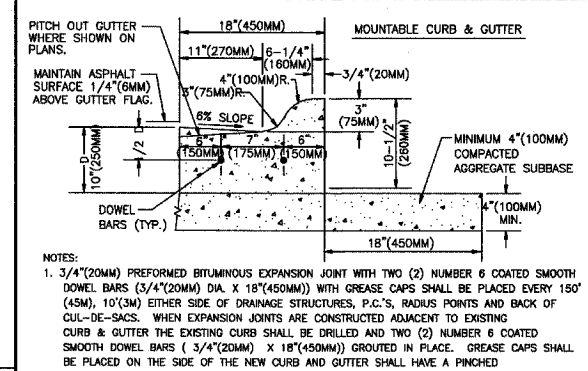 18"(450MM)
MOUNTABLE CURB & GUTTER
PITCH OUT GUTTER
WHERE SHOWN ON
PLANS.
11"(270MM)
6-1/4"
(160MM)
3/4"(20MM)
4"(100MM)R.
MAINTAIN ASPHALT
SURFACE 1/4"(6MM)
ABOVE GUTTER FLAG.
3"(75MM)R.
3"
(75MM)
6% SLOPE
10-1/2"
(260MM)
6"
(150MM)
7"
(175MM)
6"
(150MM)
D
10"(250MM)
D/2
MINIMUM 4"(100MM)
COMPACTED
AGGREGATE SUBBASE
DOWEL
BARS (TYP.)
4"(100MM)
MIN.
18"(450MM)
NOTES:
1. 3/4"(20MM) PREFORMED BITUMINOUS EXPANSION JOINT WITH TWO (2) NUMBER 6 COATED SMOOTH
DOWEL BARS (3/4"(20MM) DIA. X 18"(450MM)) WITH GREASE CAPS SHALL BE PLACED EVERY 150'
(45M), 10'(3M) EITHER SIDE OF DRAINAGE STRUCTURES, P.C.'S, RADIUS POINTS AND BACK OF
CUL-DE-SACS. WHEN EXPANSION JOINTS ARE CONSTRUCTED ADJACENT TO EXISTING
CURB & GUTTER THE EXISTING CURB SHALL BE DRILLED AND TWO (2) NUMBER 6 COATED
SMOOTH DOWEL BARS ( 3/4"(20MM) X 18"(450MM)) GROUTED IN PLACE. GREASE CAPS SHALL
BE PLACED ON THE SIDE OF THE NEW CURB AND GUTTER SHALL HAVE A PINCHED